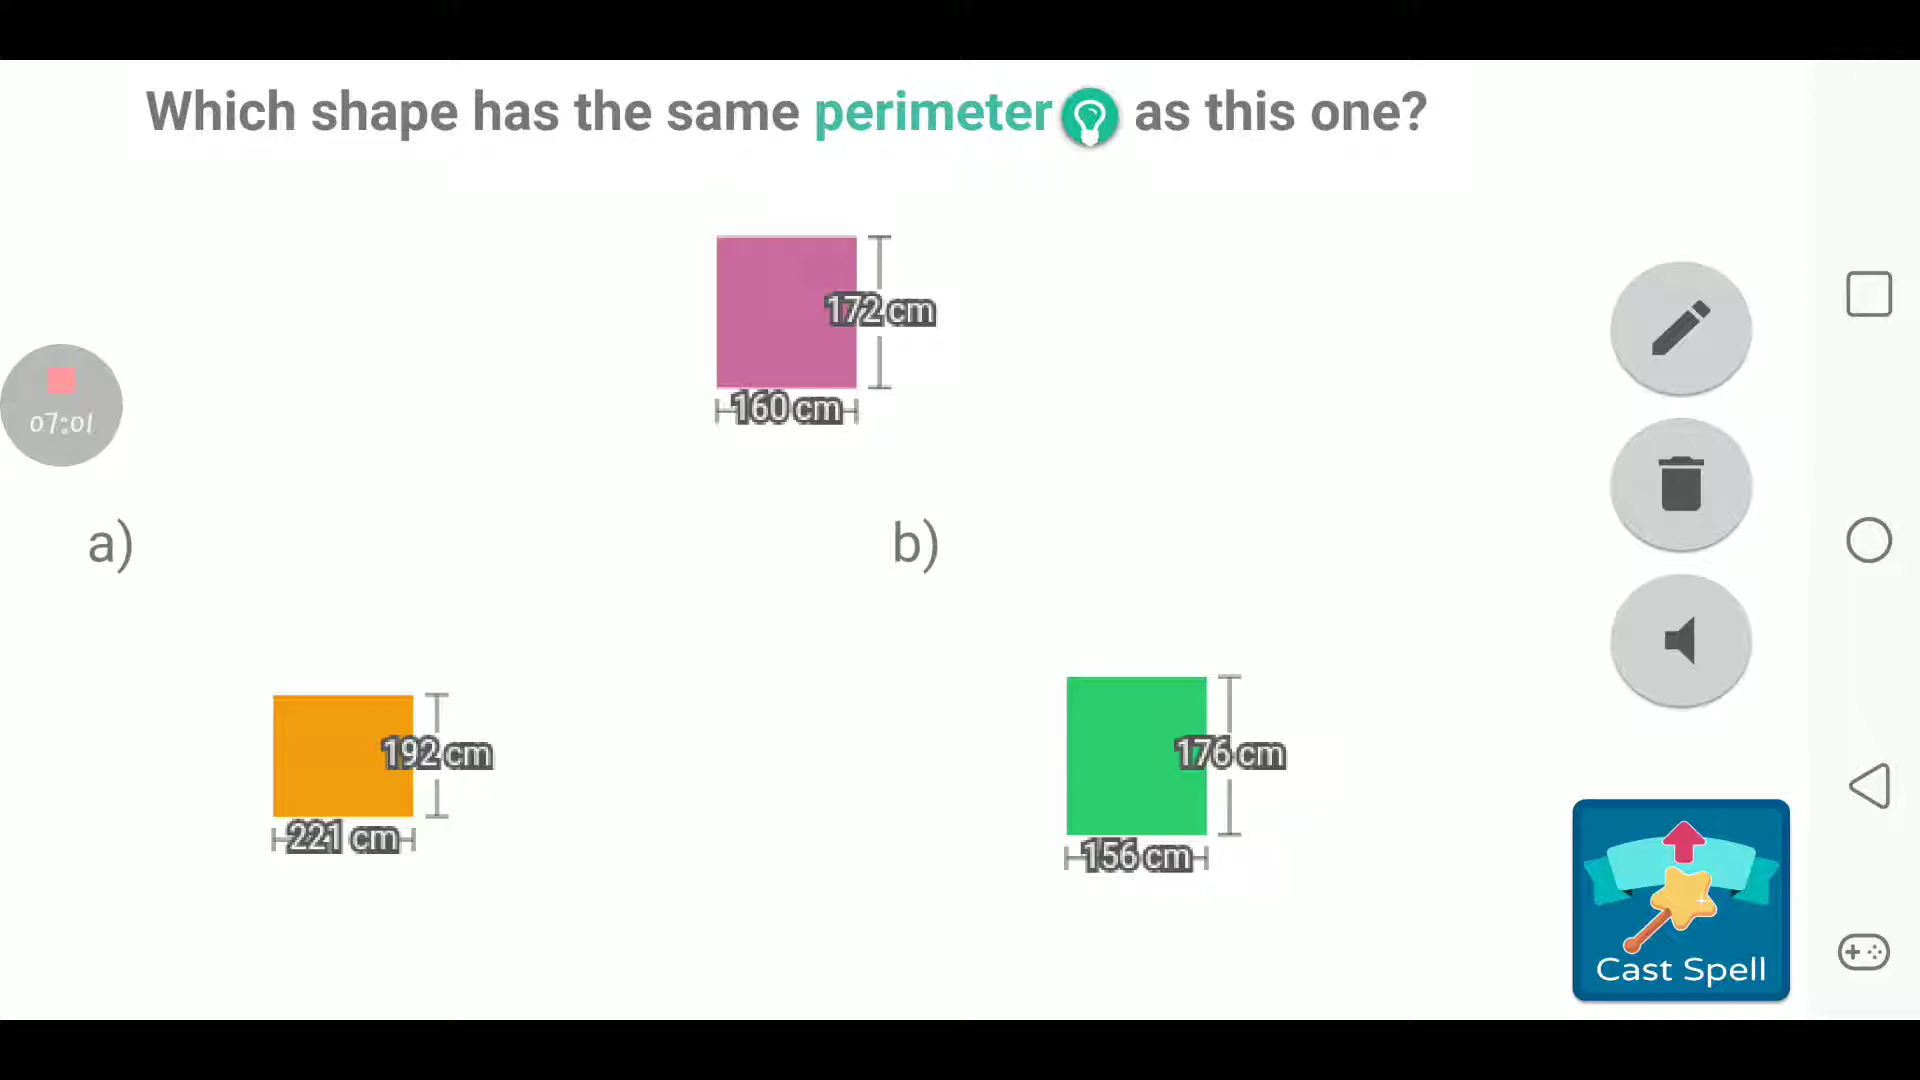 Which shape has the same perimeter as this one?
172 cm
160 cm
07:01
a)
b)
192 cm
221 cm
176 cm
156 cm
Cast Spell